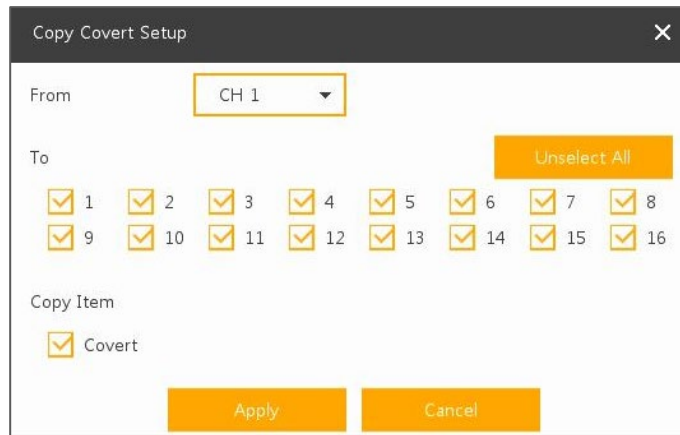 Copy Covert Setup
From CH 1
To Unselect All
1 2 3 4 5 6 7 8
9 10 11 12 13 14 15 16
Copy Item
Covert
Apply Cancel